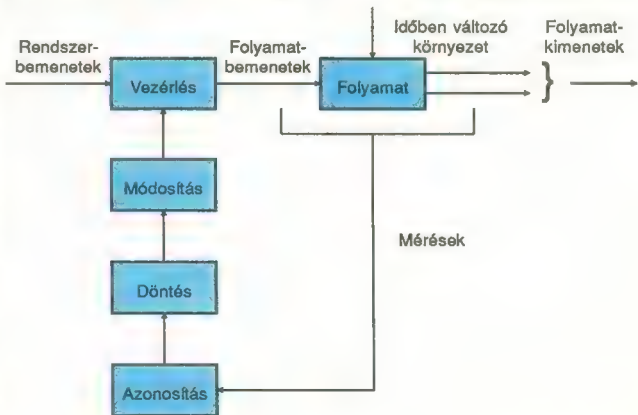 Rendszer-
bemenetek
Vezérlés
Folyamat-
bemenetek
Folyamat
Időben változó
környezet
Folyamat-
kimenetek
Módosítás
Mérések
Döntés
Azonosítás